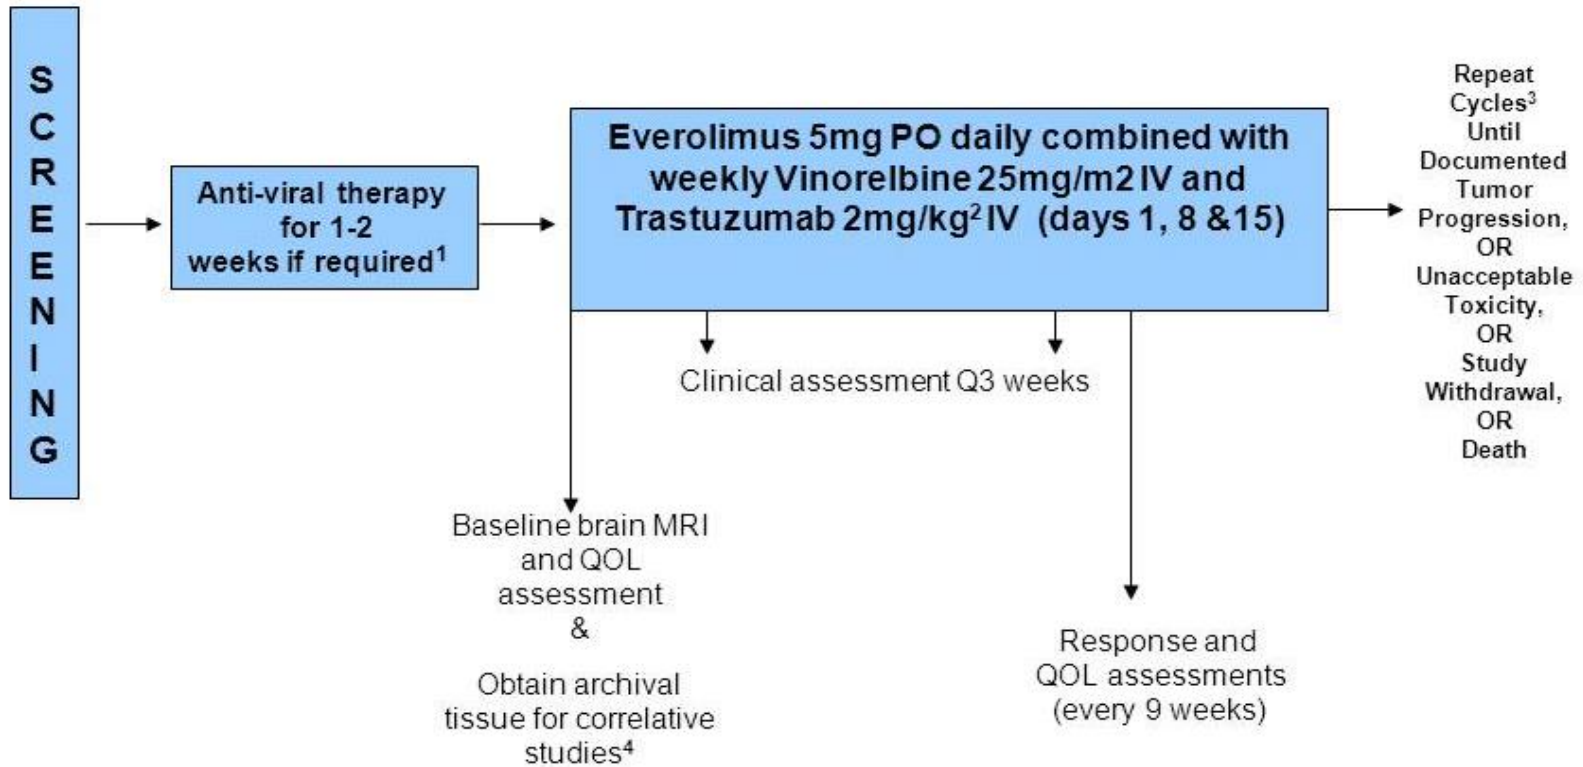 SCREENING
Anti-viral therapy
for 1-2
weeks if required¹
Everolimus 5mg PO daily combined with
weekly Vinorelbine 25mg/m2 IV and
Trastuzumab 2mg/kg² IV (days 1, 8 &15)
Repeat
Cycles³
Until
Documented
Tumor
Progression,
OR
Unacceptable
Toxicity,
OR
Study
Withdrawal,
OR
Death
Clinical assessment Q3 weeks
Baseline brain MRI
and QOL
assessment
&
Obtain archival
tissue for correlative
studies⁴
Response and
QOL assessments
(every 9 weeks)